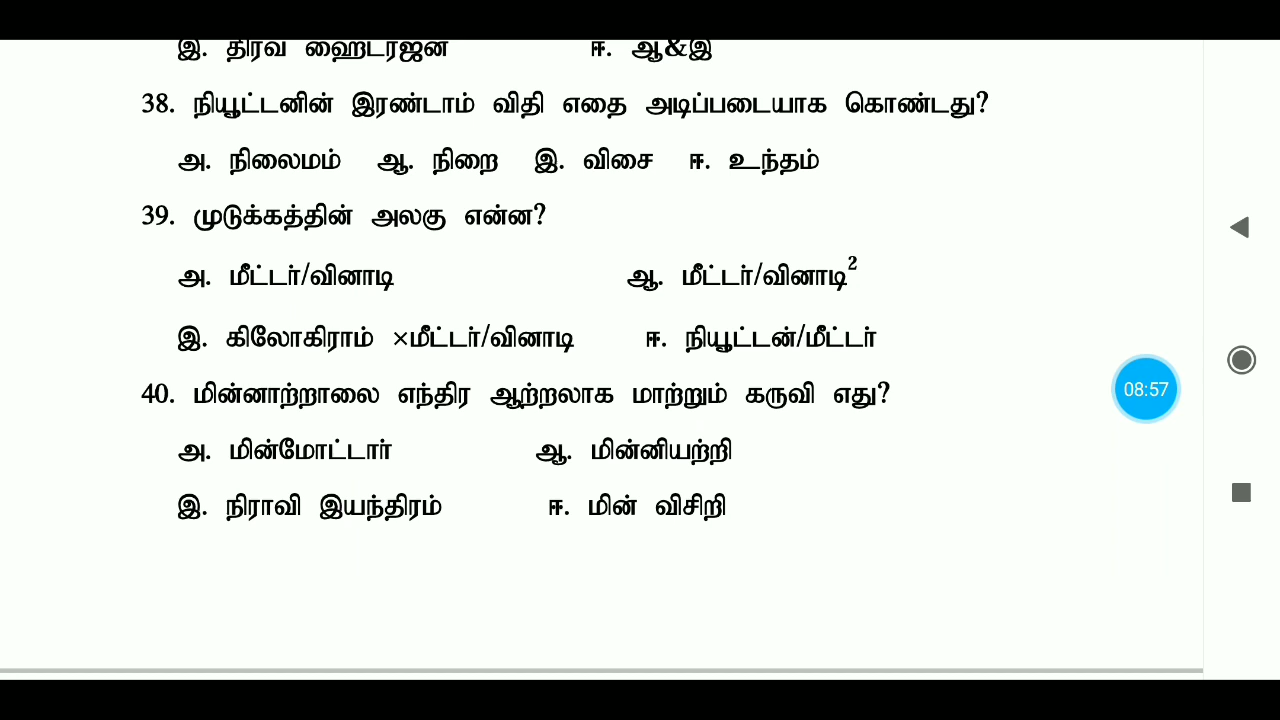 இ. திரவ ஹைட்ரஜன் ஈ. ஆ&இ
38. நியூட்டனின் இரண்டாம் விதி எதை அடிப்படையாக கொண்டது?
அ. நிலைமம் ஆ. நிறை இ. விசை ஈ. உந்தம்
39. முடுக்கத்தின் அலகு என்ன?
அ. மீட்டர்/வினாடி ஆ. மீட்டர்/வினாடி²
இ. கிலோகிராம் ×மீட்டர்/வினாடி ஈ. நியூட்டன்/மீட்டர்
40. மின்னாற்றாலை எந்திர ஆற்றலாக மாற்றும் கருவி எது?
08:57
அ. மின்மோட்டார் ஆ. மின்னியற்றி
இ. நிராவி இயந்திரம் ஈ. மின் விசிறி